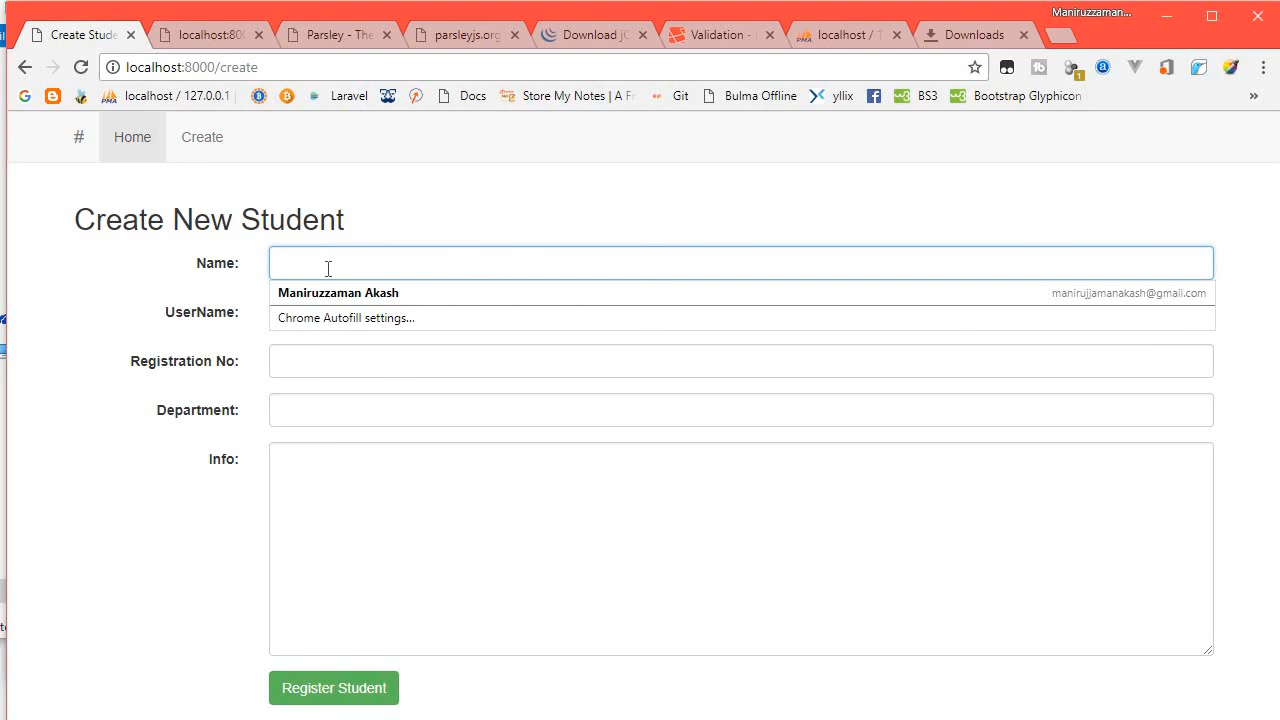 Maniruzzaman...
Create Stude
localhost:800
Parsley - The
parsleyjs.org
Download jC
Validation -
localhost / 1
Downloads
localhost:8000/create
1
localhost / 127.0.0.1
Laravel
Docs
Store My Notes | A Fr
Git
Bulma Offline
yllix
BS3
Bootstrap Glyphicon
»
# Home Create
Create New Student
Name:
Maniruzzaman Akash manirujjamanakash@gmail.com
UserName:
Chrome Autofill settings...
Registration No:
Department:
Info:
Register Student